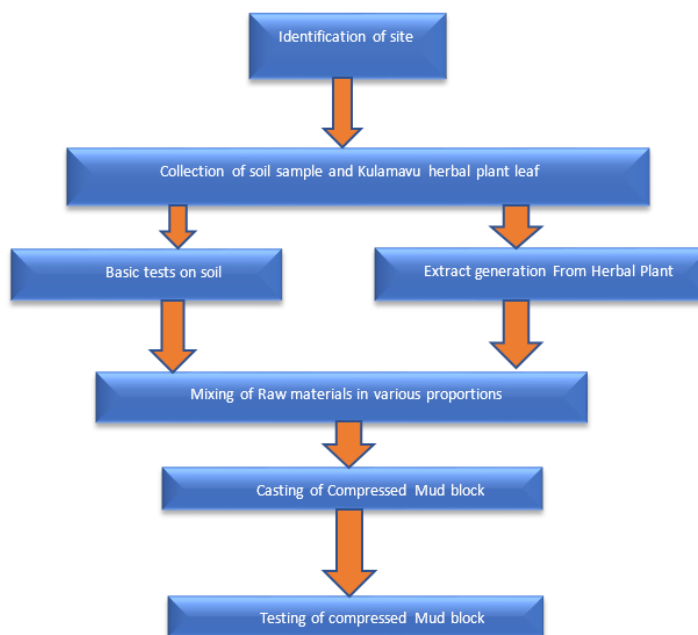 Identification of site
Collection of soil sample and Kulamavu herbal plant leaf
Basic tests on soil
Extract generation From Herbal Plant
Mixing of Raw materials in various proportions
Casting of Compressed Mud block
Testing of compressed Mud block